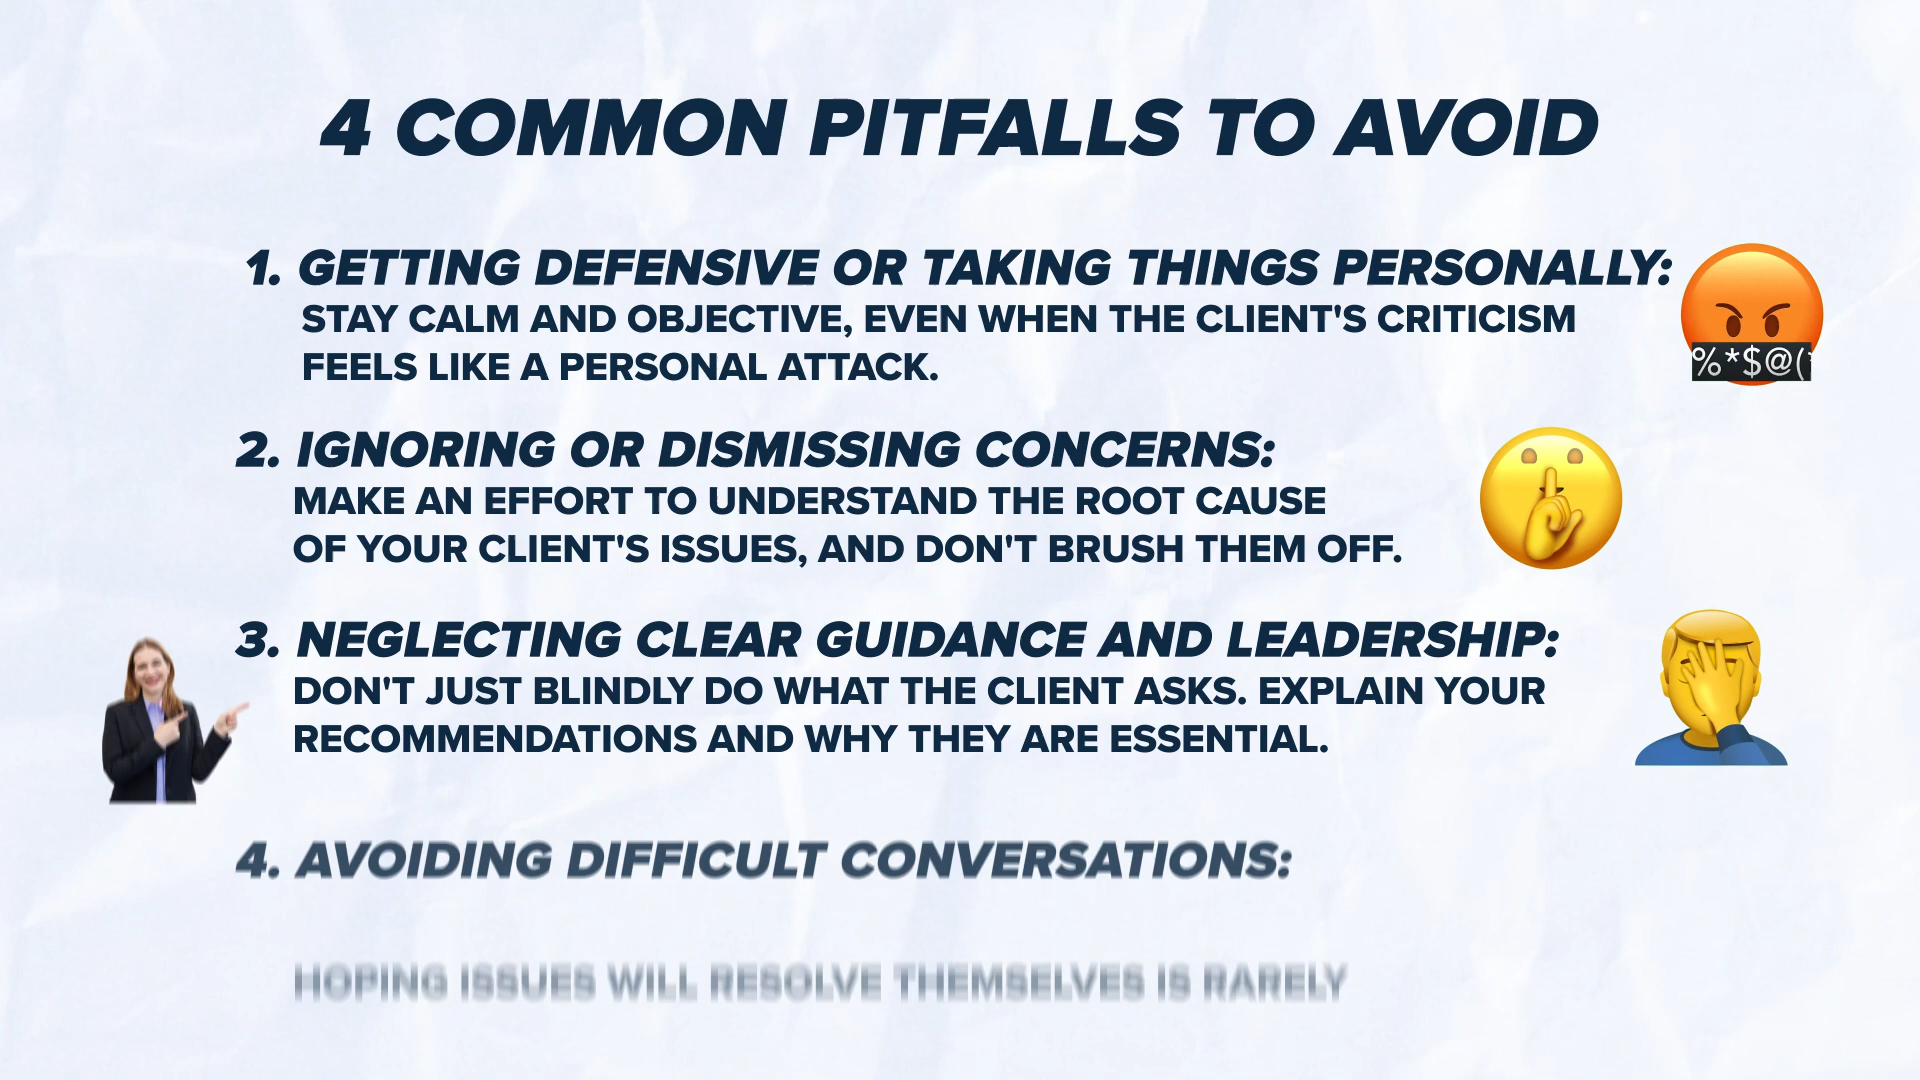 4 COMMON PITFALLS TO AVOID
1. GETTING DEFENSIVE OR TAKING THINGS PERSONALLY:
STAY CALM AND OBJECTIVE, EVEN WHEN THE CLIENT'S CRITICISM
FEELS LIKE A PERSONAL ATTACK.
%*$@(
2. IGNORING OR DISMISSING CONCERNS:
MAKE AN EFFORT TO UNDERSTAND THE ROOT CAUSE
OF YOUR CLIENT'S ISSUES, AND DON'T BRUSH THEM OFF.
3. NEGLECTING CLEAR GUIDANCE AND LEADERSHIP:
DON'T JUST BLINDLY DO WHAT THE CLIENT ASKS. EXPLAIN YOUR
RECOMMENDATIONS AND WHY THEY ARE ESSENTIAL.
4. AVOIDING DIFFICULT CONVERSATIONS:
HOPING ISSUES WILL RESOLVE THEMSELVES IS RARELY